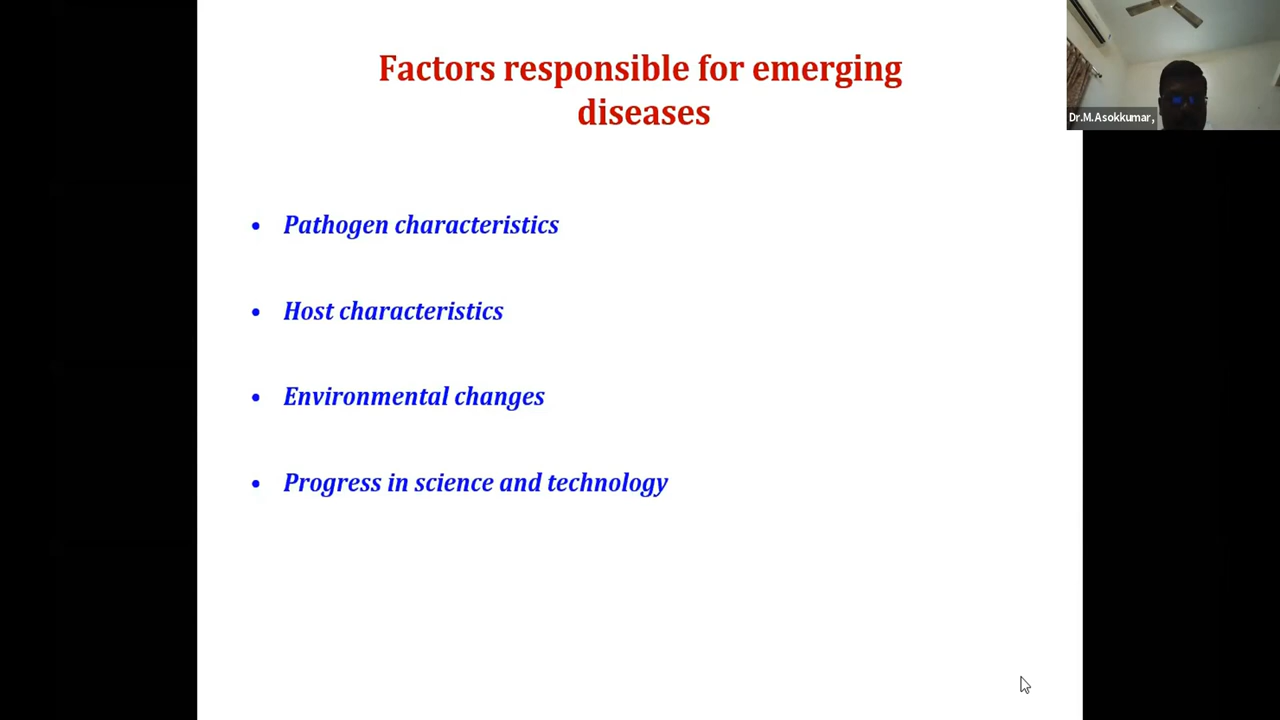 Factors responsible for emerging
diseases
Dr.M.Asokkumar,
• Pathogen characteristics
• Host characteristics
• Environmental changes
• Progress in science and technology